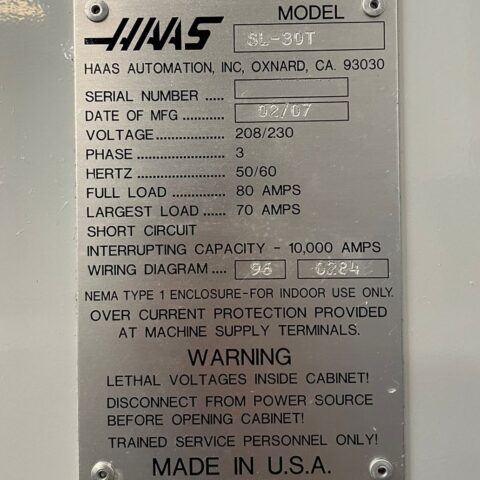 MODEL
HAAS SL-30T
HAAS AUTOMATION, INC, OXNARD, CA. 93030
SERIAL NUMBER .....
DATE OF MFG ........... 02/07
VOLTAGE....................... 208/230
PHASE ........................... 3
HERTZ ........................... 50/60
FULL LOAD ................. 80 AMPS
LARGEST LOAD ...... 70 AMPS
SHORT CIRCUIT
INTERRUPTING CAPACITY - 10,000 AMPS
WIRING DIAGRAM .... 96 0284
NEMA TYPE 1 ENCLOSURE-FOR INDOOR USE ONLY.
OVER CURRENT PROTECTION PROVIDED
AT MACHINE SUPPLY TERMINALS.
WARNING
LETHAL VOLTAGES INSIDE CABINET!
DISCONNECT FROM POWER SOURCE
BEFORE OPENING CABINET!
TRAINED SERVICE PERSONNEL ONLY!
MADE IN U.S.A.